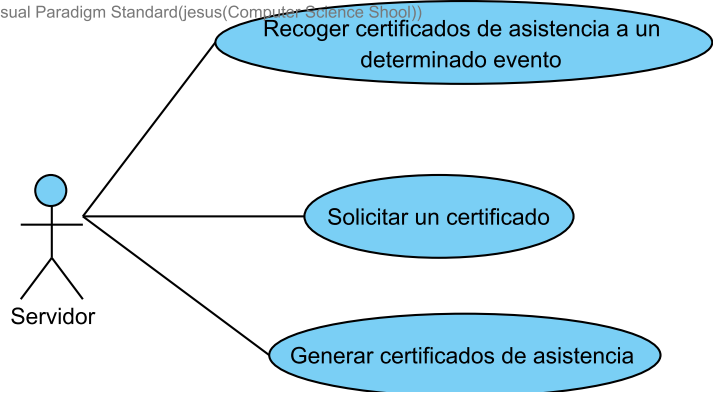 sual Paradigm Standard(jesus(Computer Science Shool))
Recoger certificados de asistencia a un
determinado evento
Solicitar un certificado
Servidor
Generar certificados de asistencia